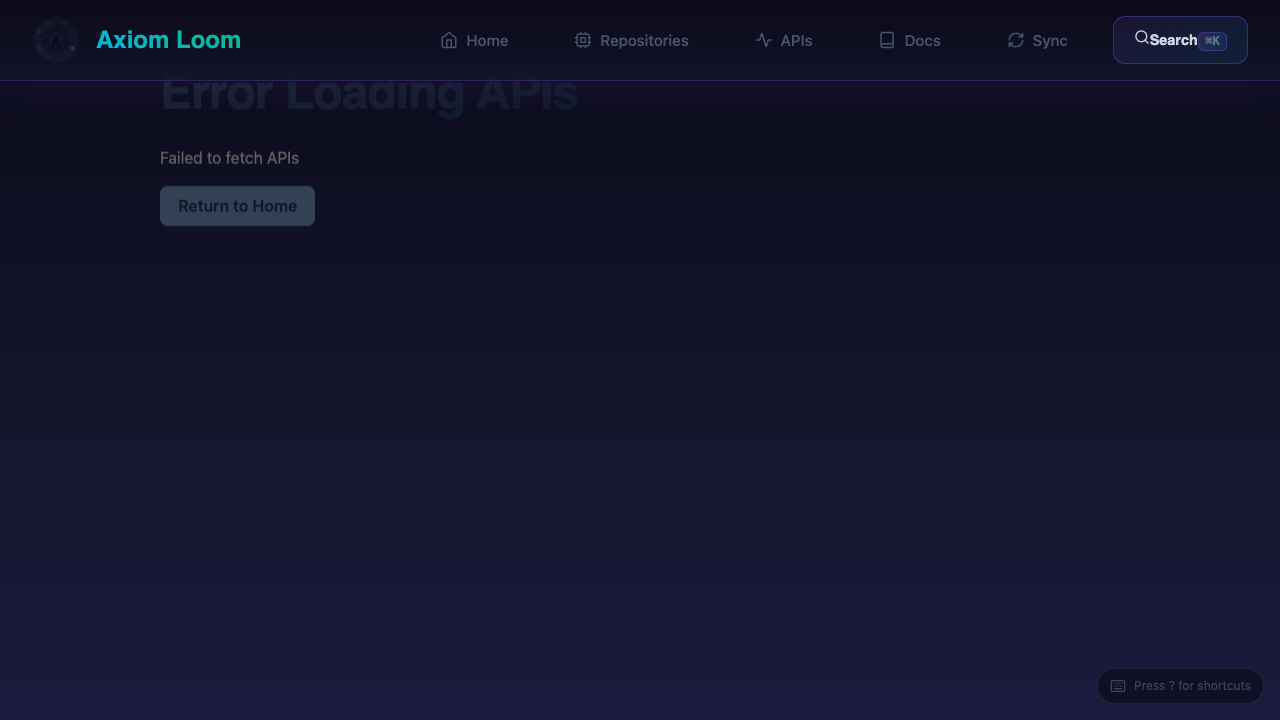 Axiom Loom
Home
Repositories
APIs
Docs
Sync
Search ⌘K
Error Loading APIs
Failed to fetch APIs
Return to Home
Press ? for shortcuts